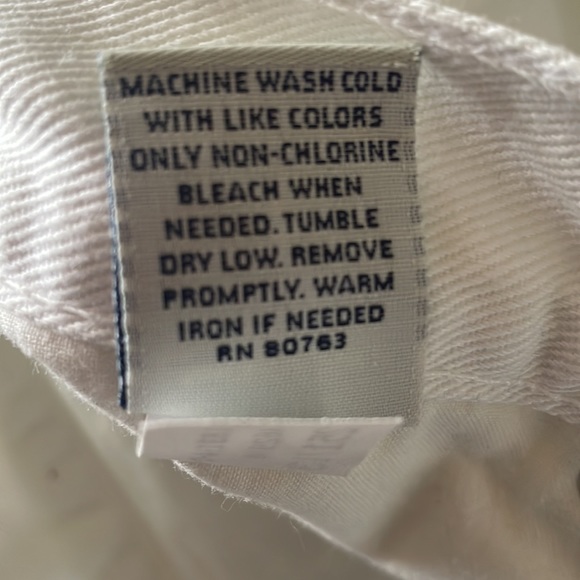 MACHINE WASH COLD
WITH LIKE COLORS
ONLY NON-CHLORINE
BLEACH WHEN
NEEDED. TUMBLE
DRY LOW. REMOVE
PROMPTLY. WARM
IRON IF NEEDED
RN 80763